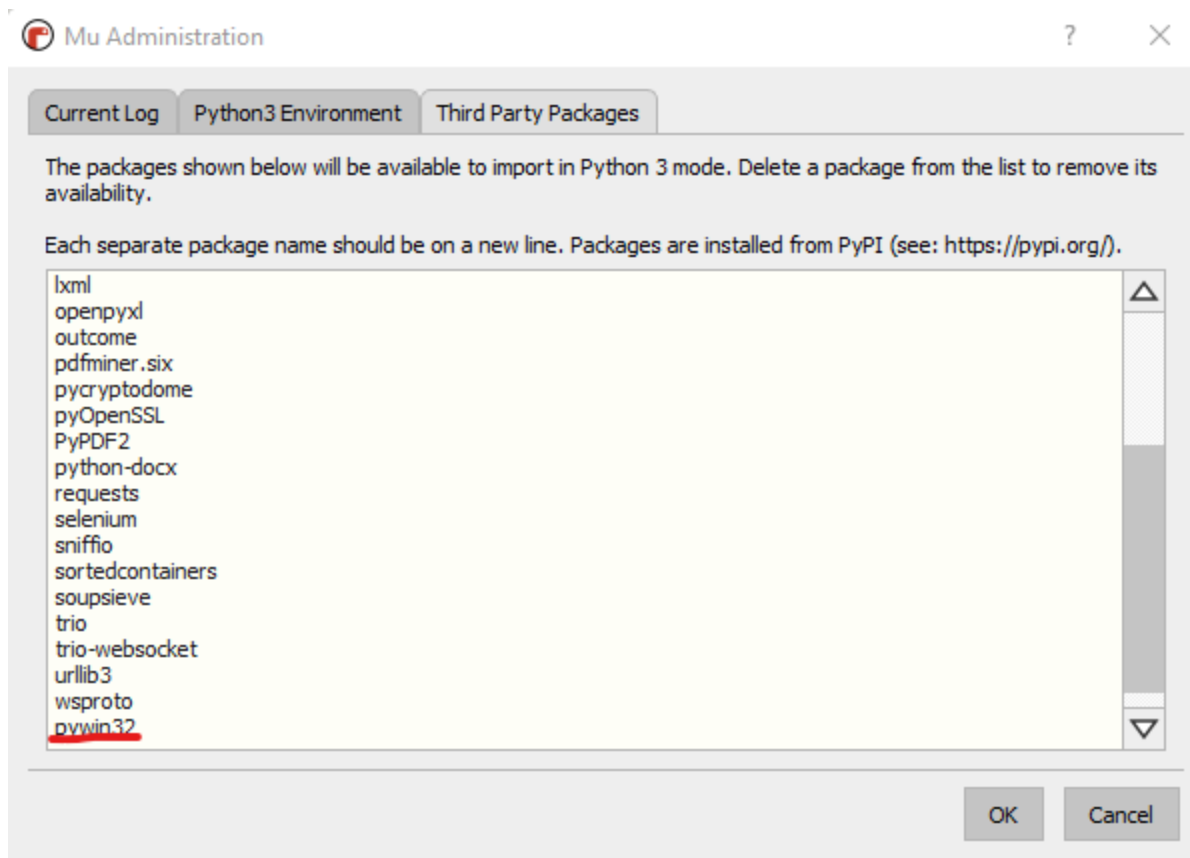 Mu Administration
?
Current Log
Python3 Environment
Third Party Packages
The packages shown below will be available to import in Python 3 mode. Delete a package from the list to remove its
availability.
Each separate package name should be on a new line. Packages are installed from PyPI (see: https://pypi.org/).
lxml
openpyxl
outcome
pdfminer.six
pycryptodome
pyOpenSSL
PyPDF2
python-docx
requests
selenium
sniffio
sortedcontainers
soupsieve
trio
trio-websocket
urllib3
wsproto
pywin32
OK
Cancel